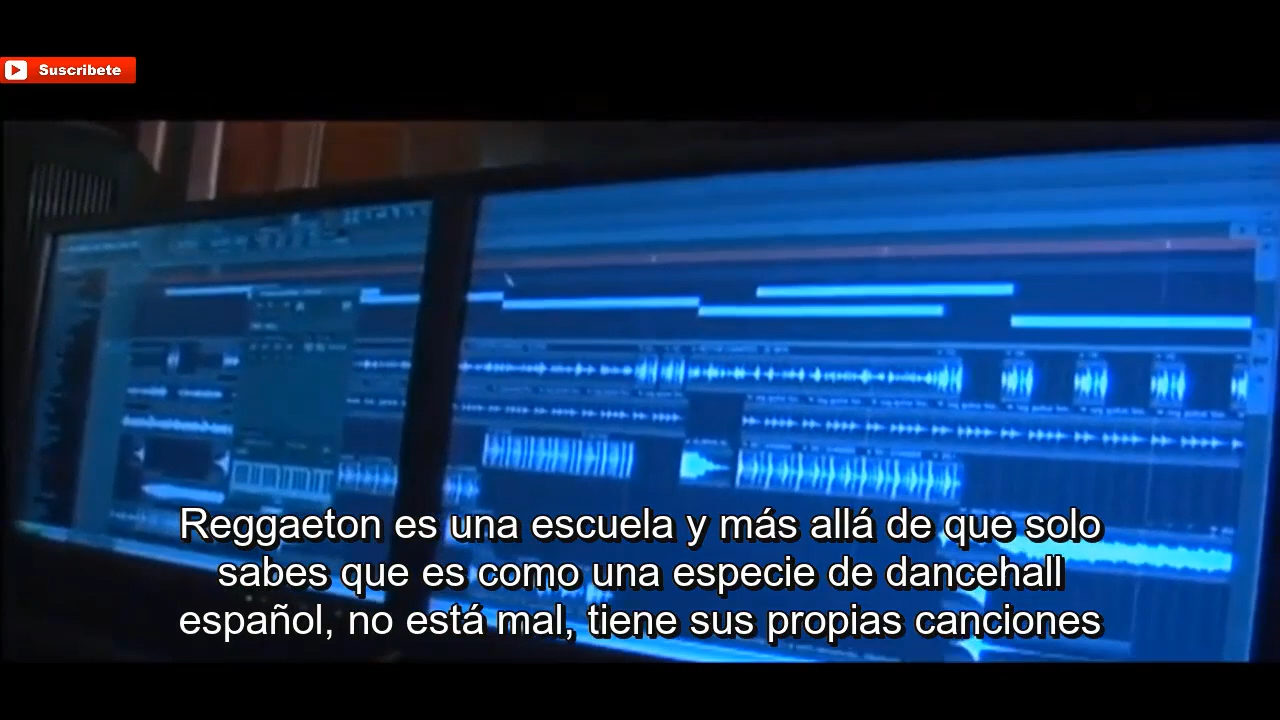 Suscribete
Reggaeton es una escuela y más allá de que solo
sabes que es como una especie de dancehall
español, no está mal, tiene sus propias canciones